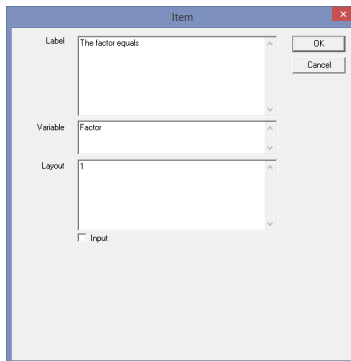 Item
Label
The factor equals
OK
Cancel
Variable
Factor
Layout
1
Input